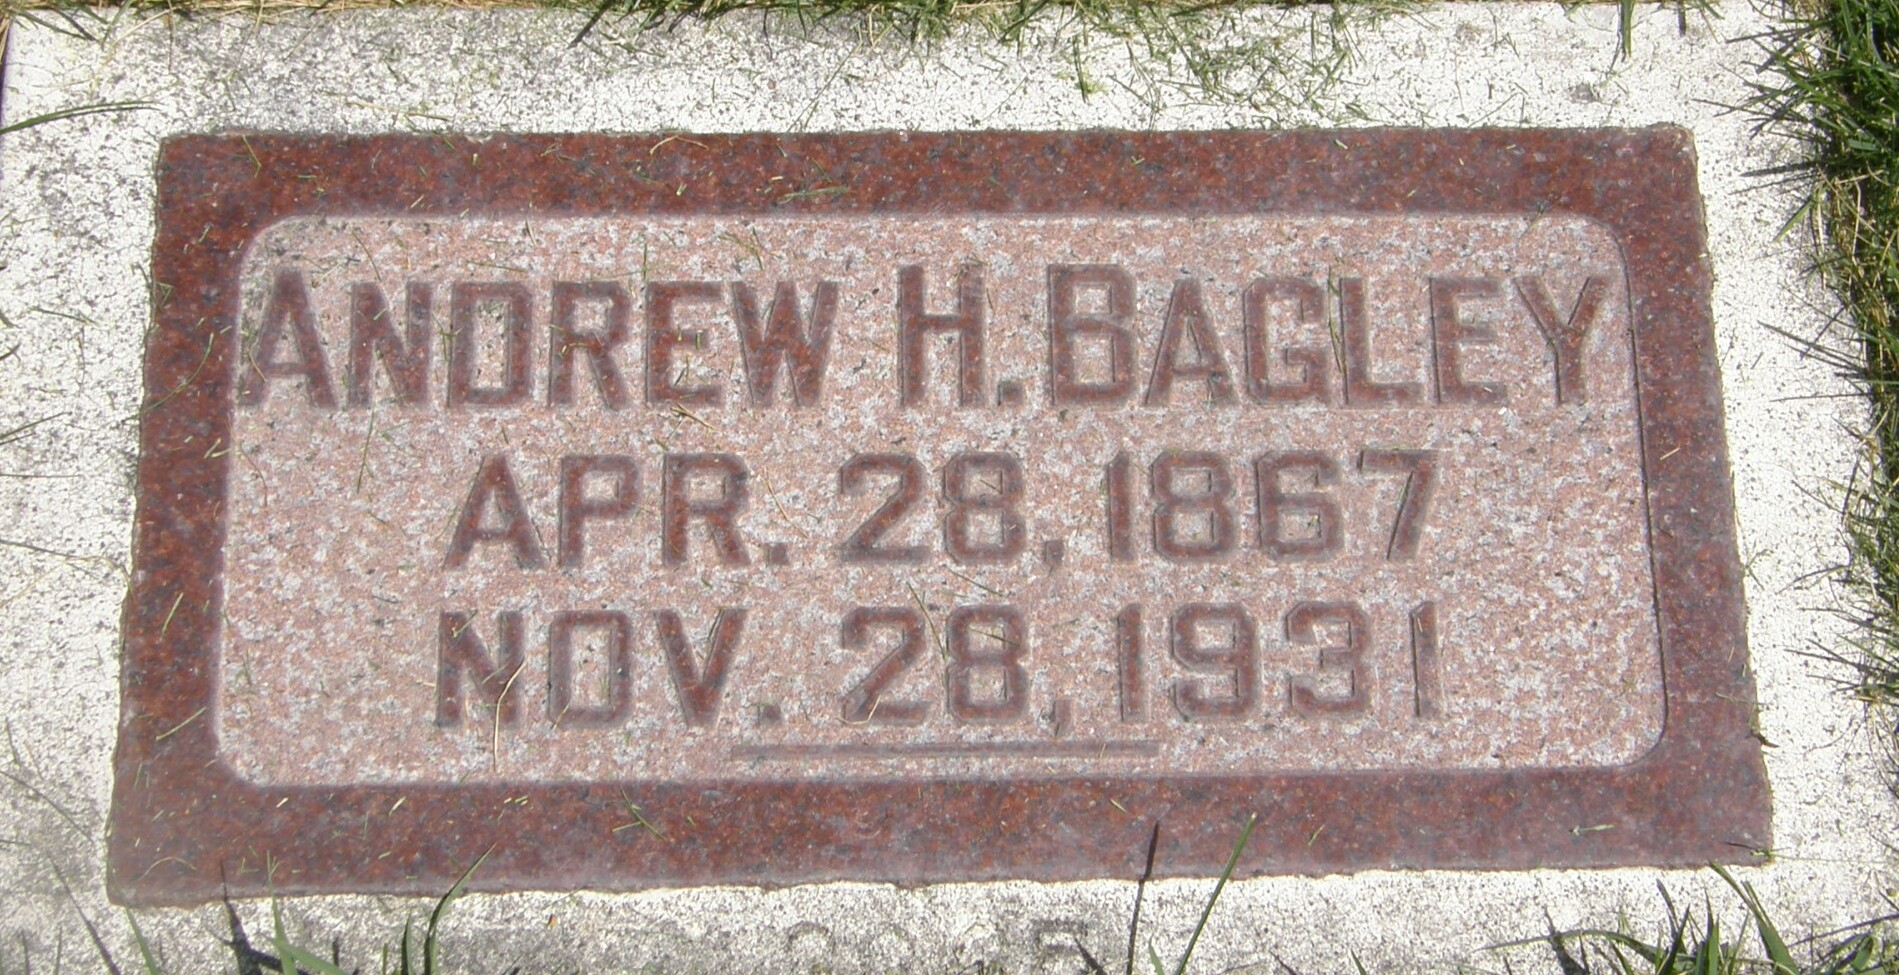 ANDREW H. BAGLEY
APR. 28, 1867
NOV. 28, 1931